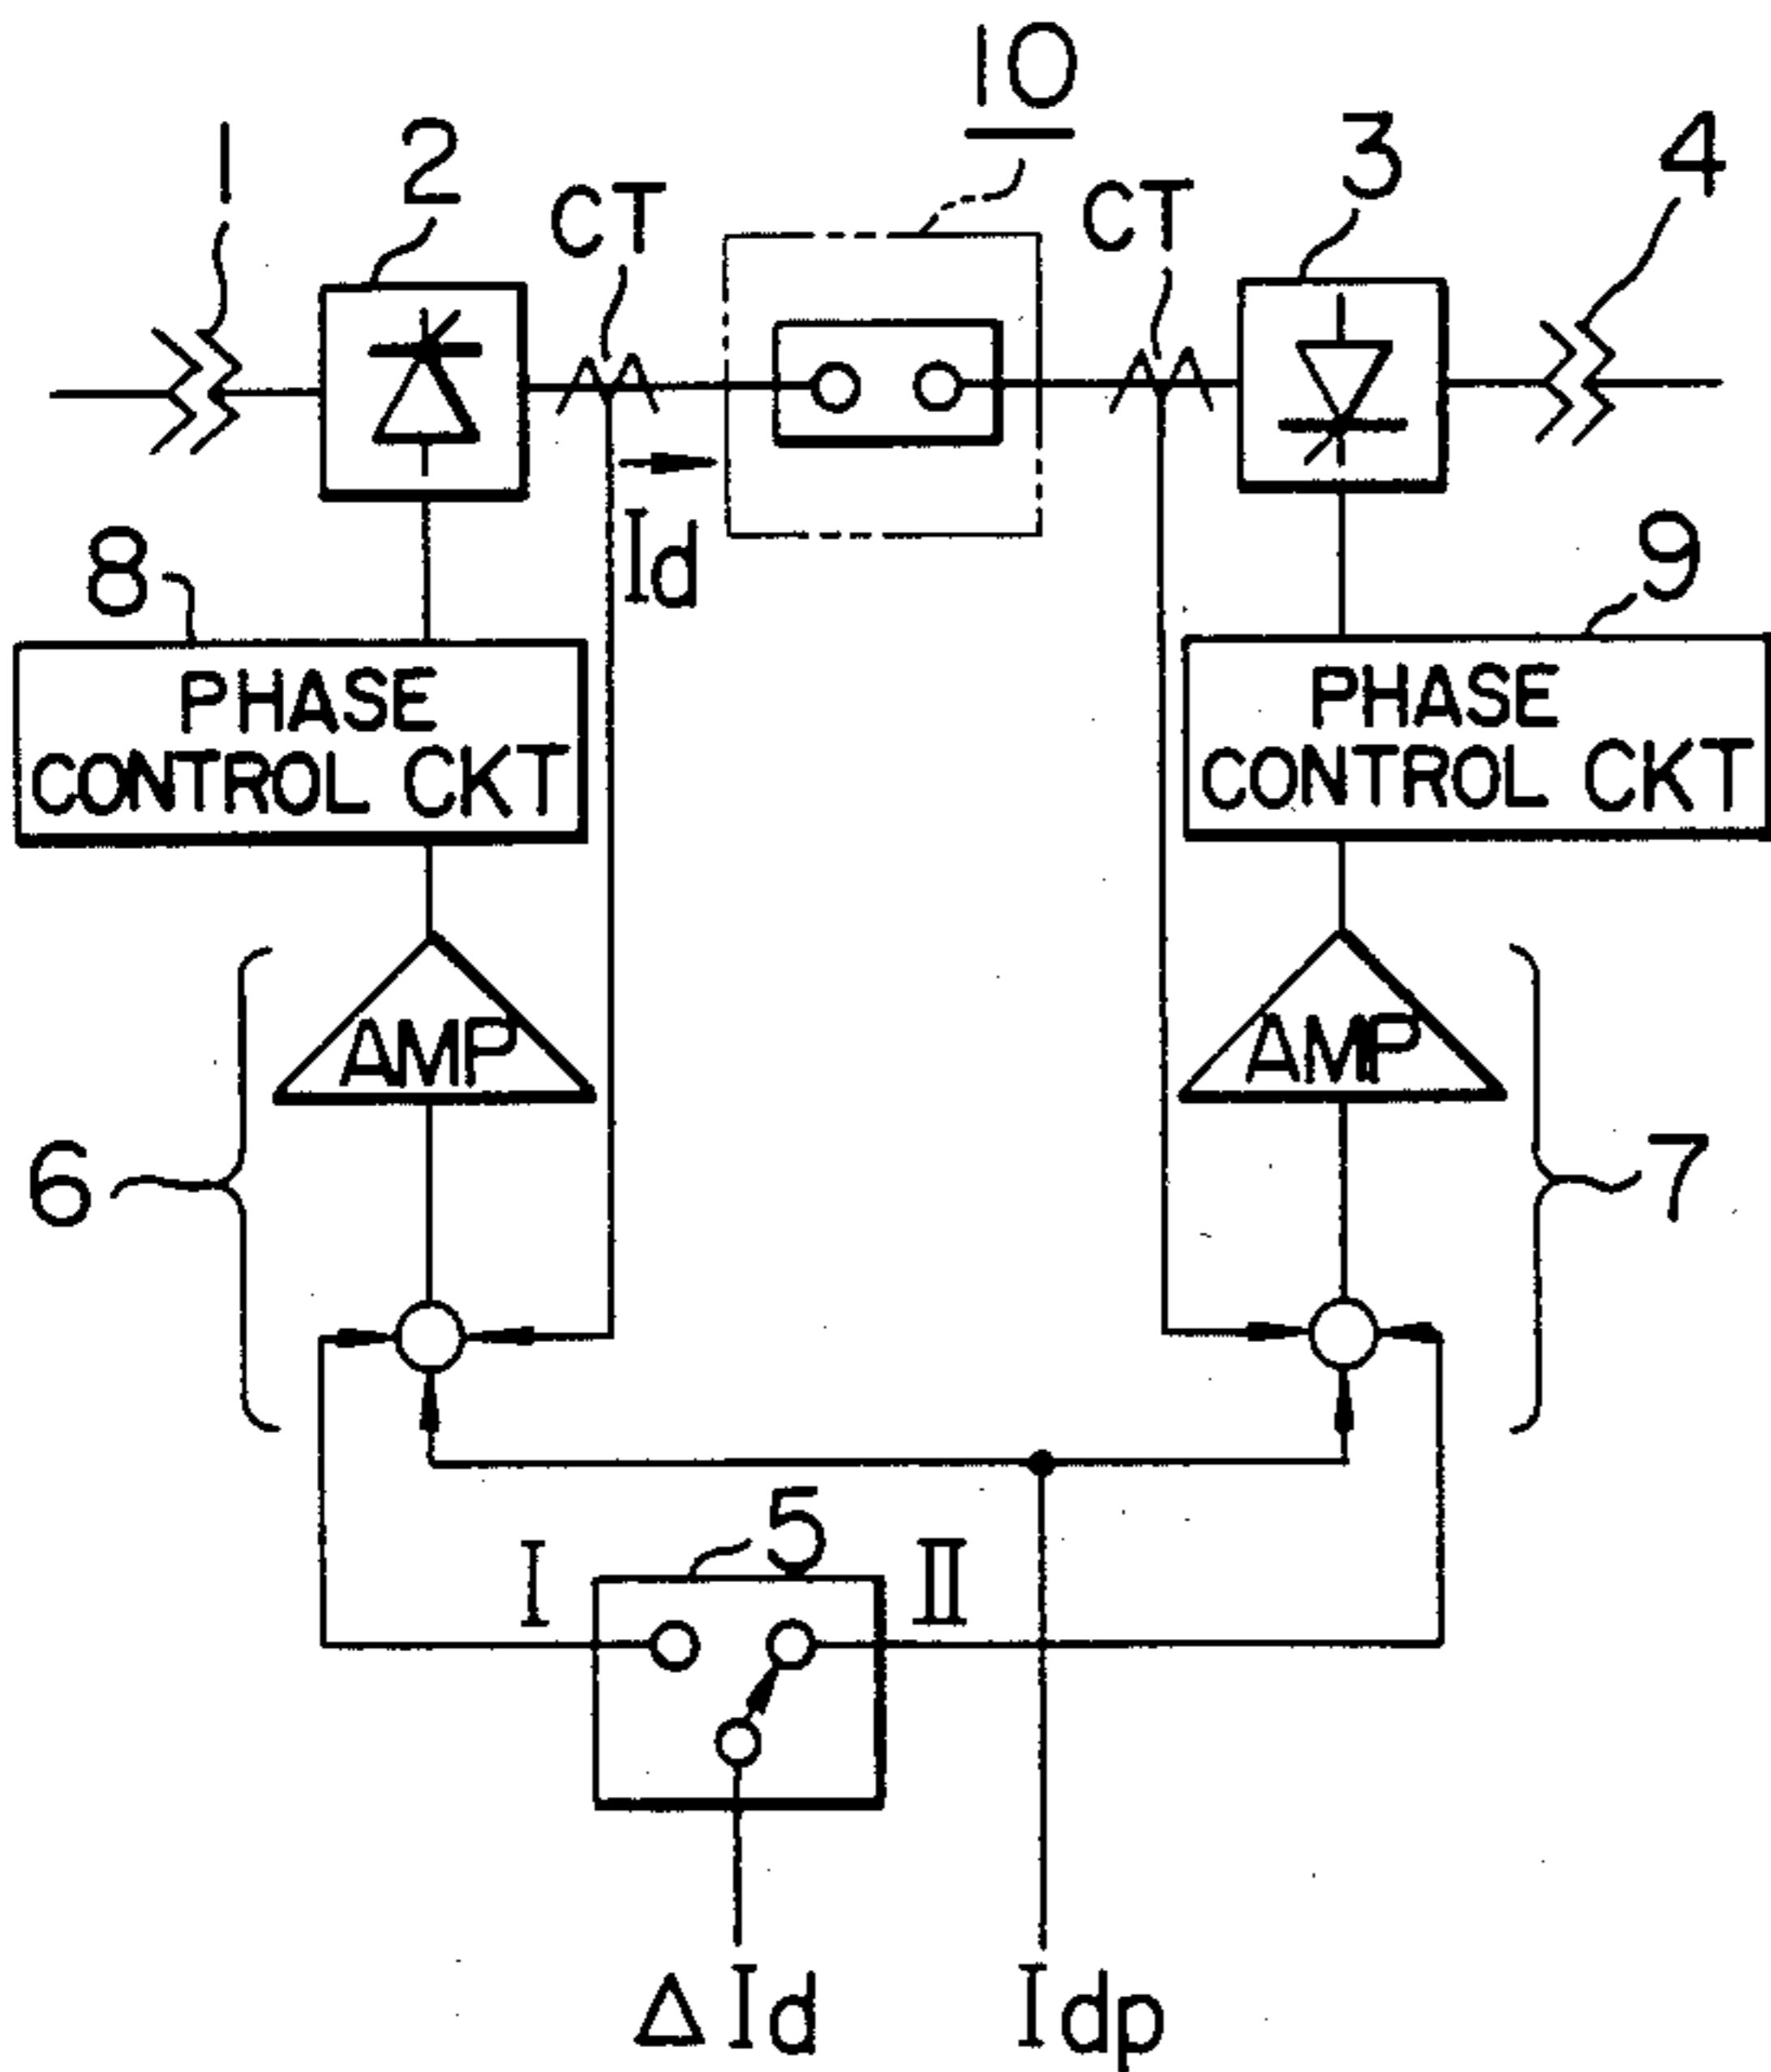 10
1
2
CT
CT
3
4
Id
8
9
PHASE
CONTROL CKT
PHASE
CONTROL CKT
AMP
AMP
6
7
5
I
II
ΔId
Idp